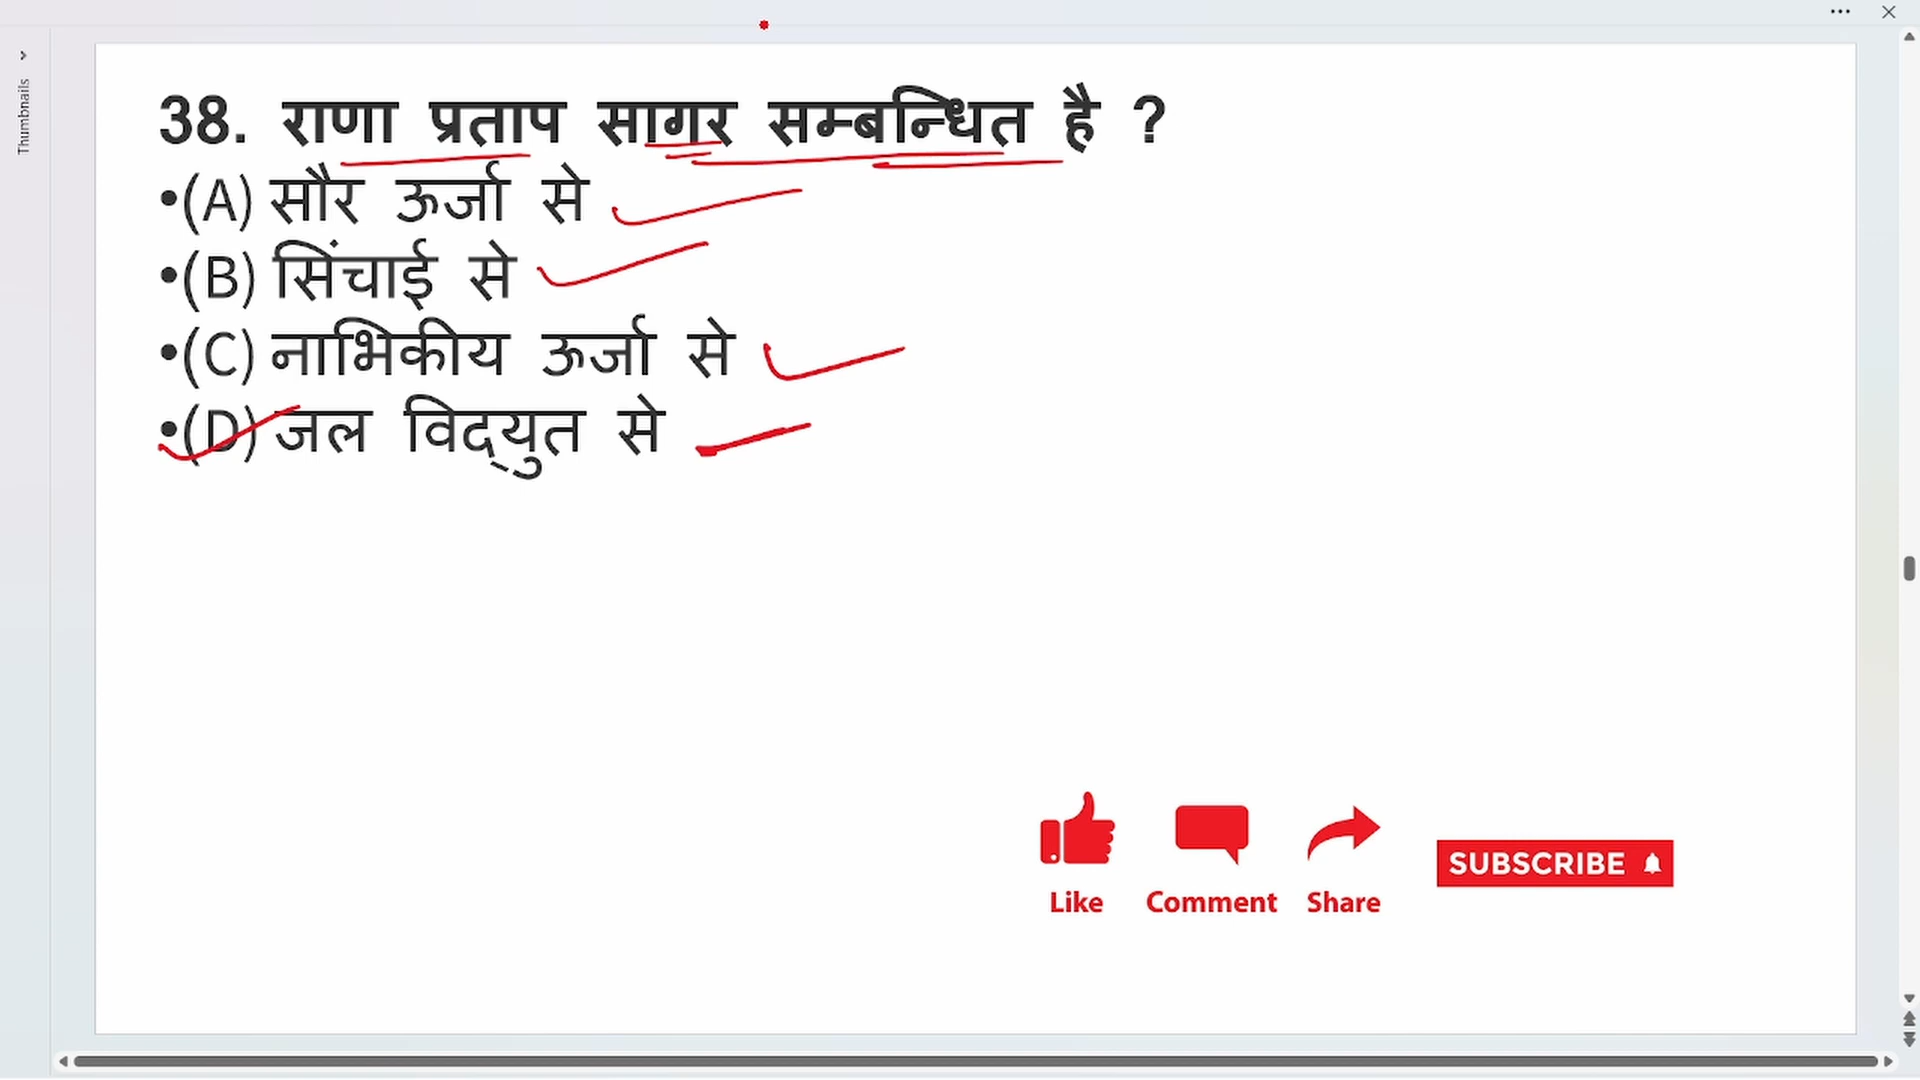 Thumbnails
38. राणा प्रताप सागर सम्बन्धित है ?
•(A) सौर ऊर्जा से
•(B) सिंचाई से
•(C) नाभिकीय ऊर्जा से
•(D) जल विद्युत से
SUBSCRIBE
Like Comment Share